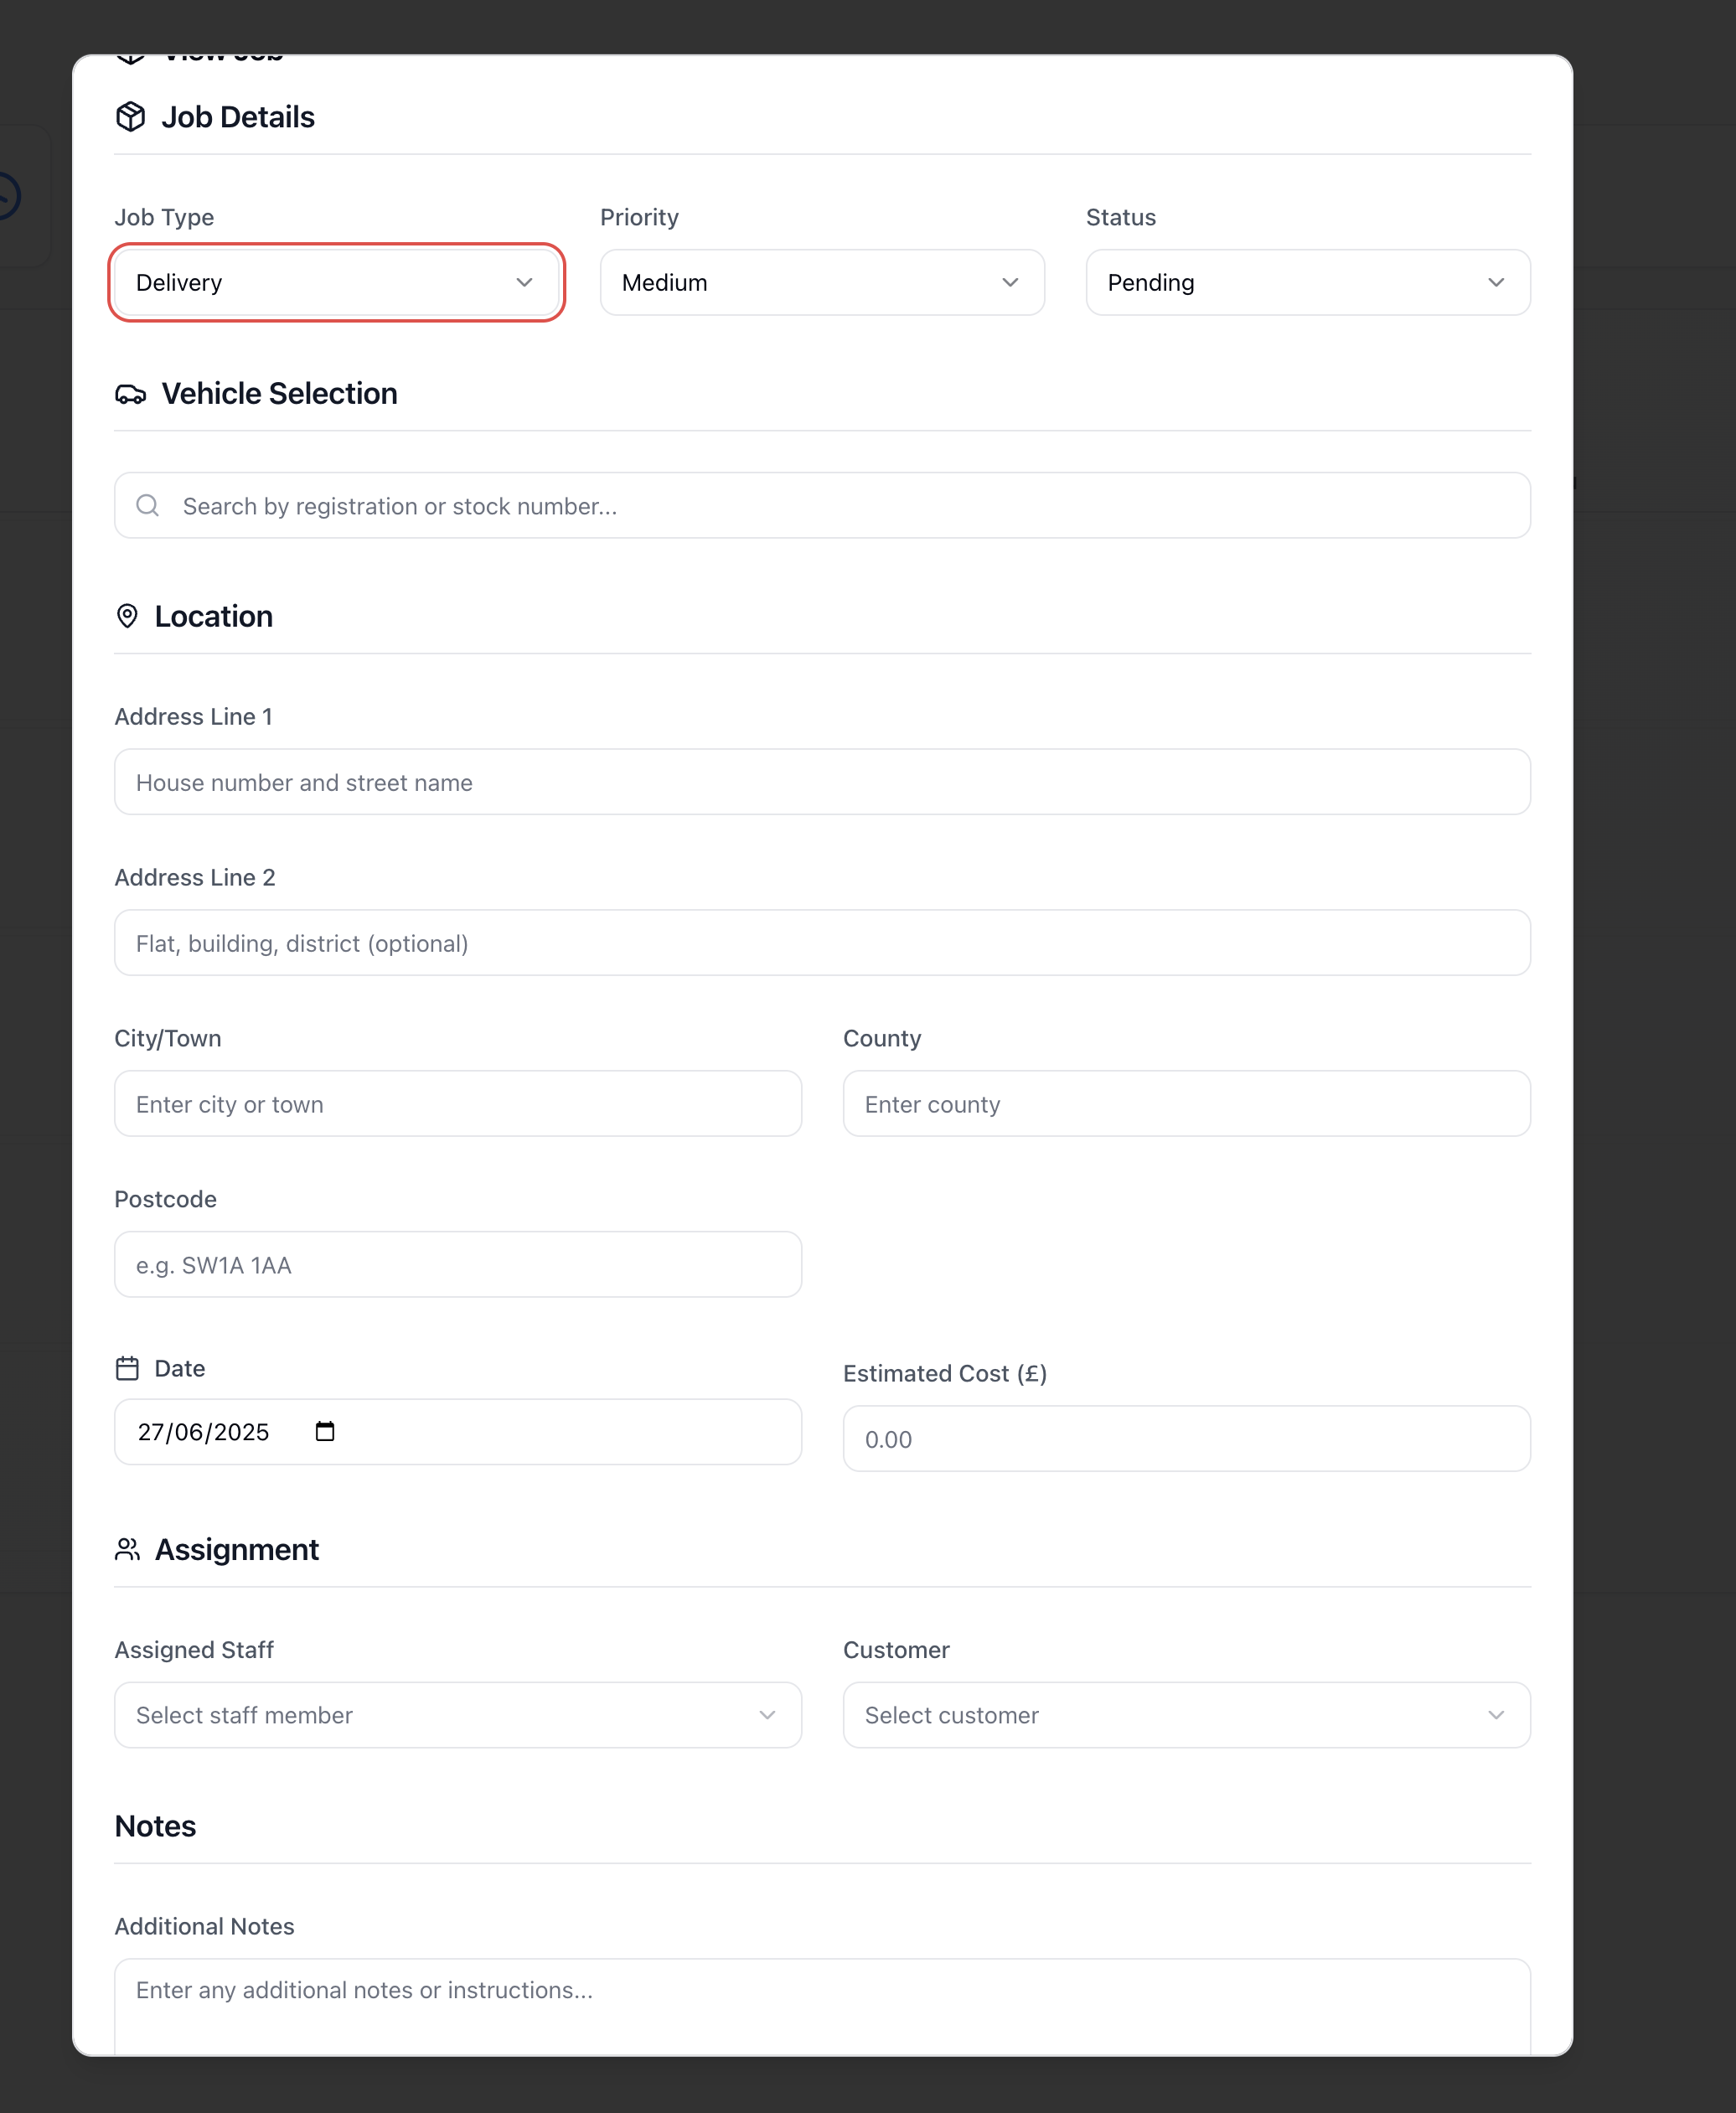 View Job
Job Details
Job Type
Priority
Status
Delivery
Medium
Pending
Vehicle Selection
Search by registration or stock number...
Location
Address Line 1
House number and street name
Address Line 2
Flat, building, district (optional)
City/Town
County
Enter city or town
Enter county
Postcode
e.g. SW1A 1AA
Date
Estimated Cost (£)
27/06/2025
0.00
Assignment
Assigned Staff
Customer
Select staff member
Select customer
Notes
Additional Notes
Enter any additional notes or instructions...